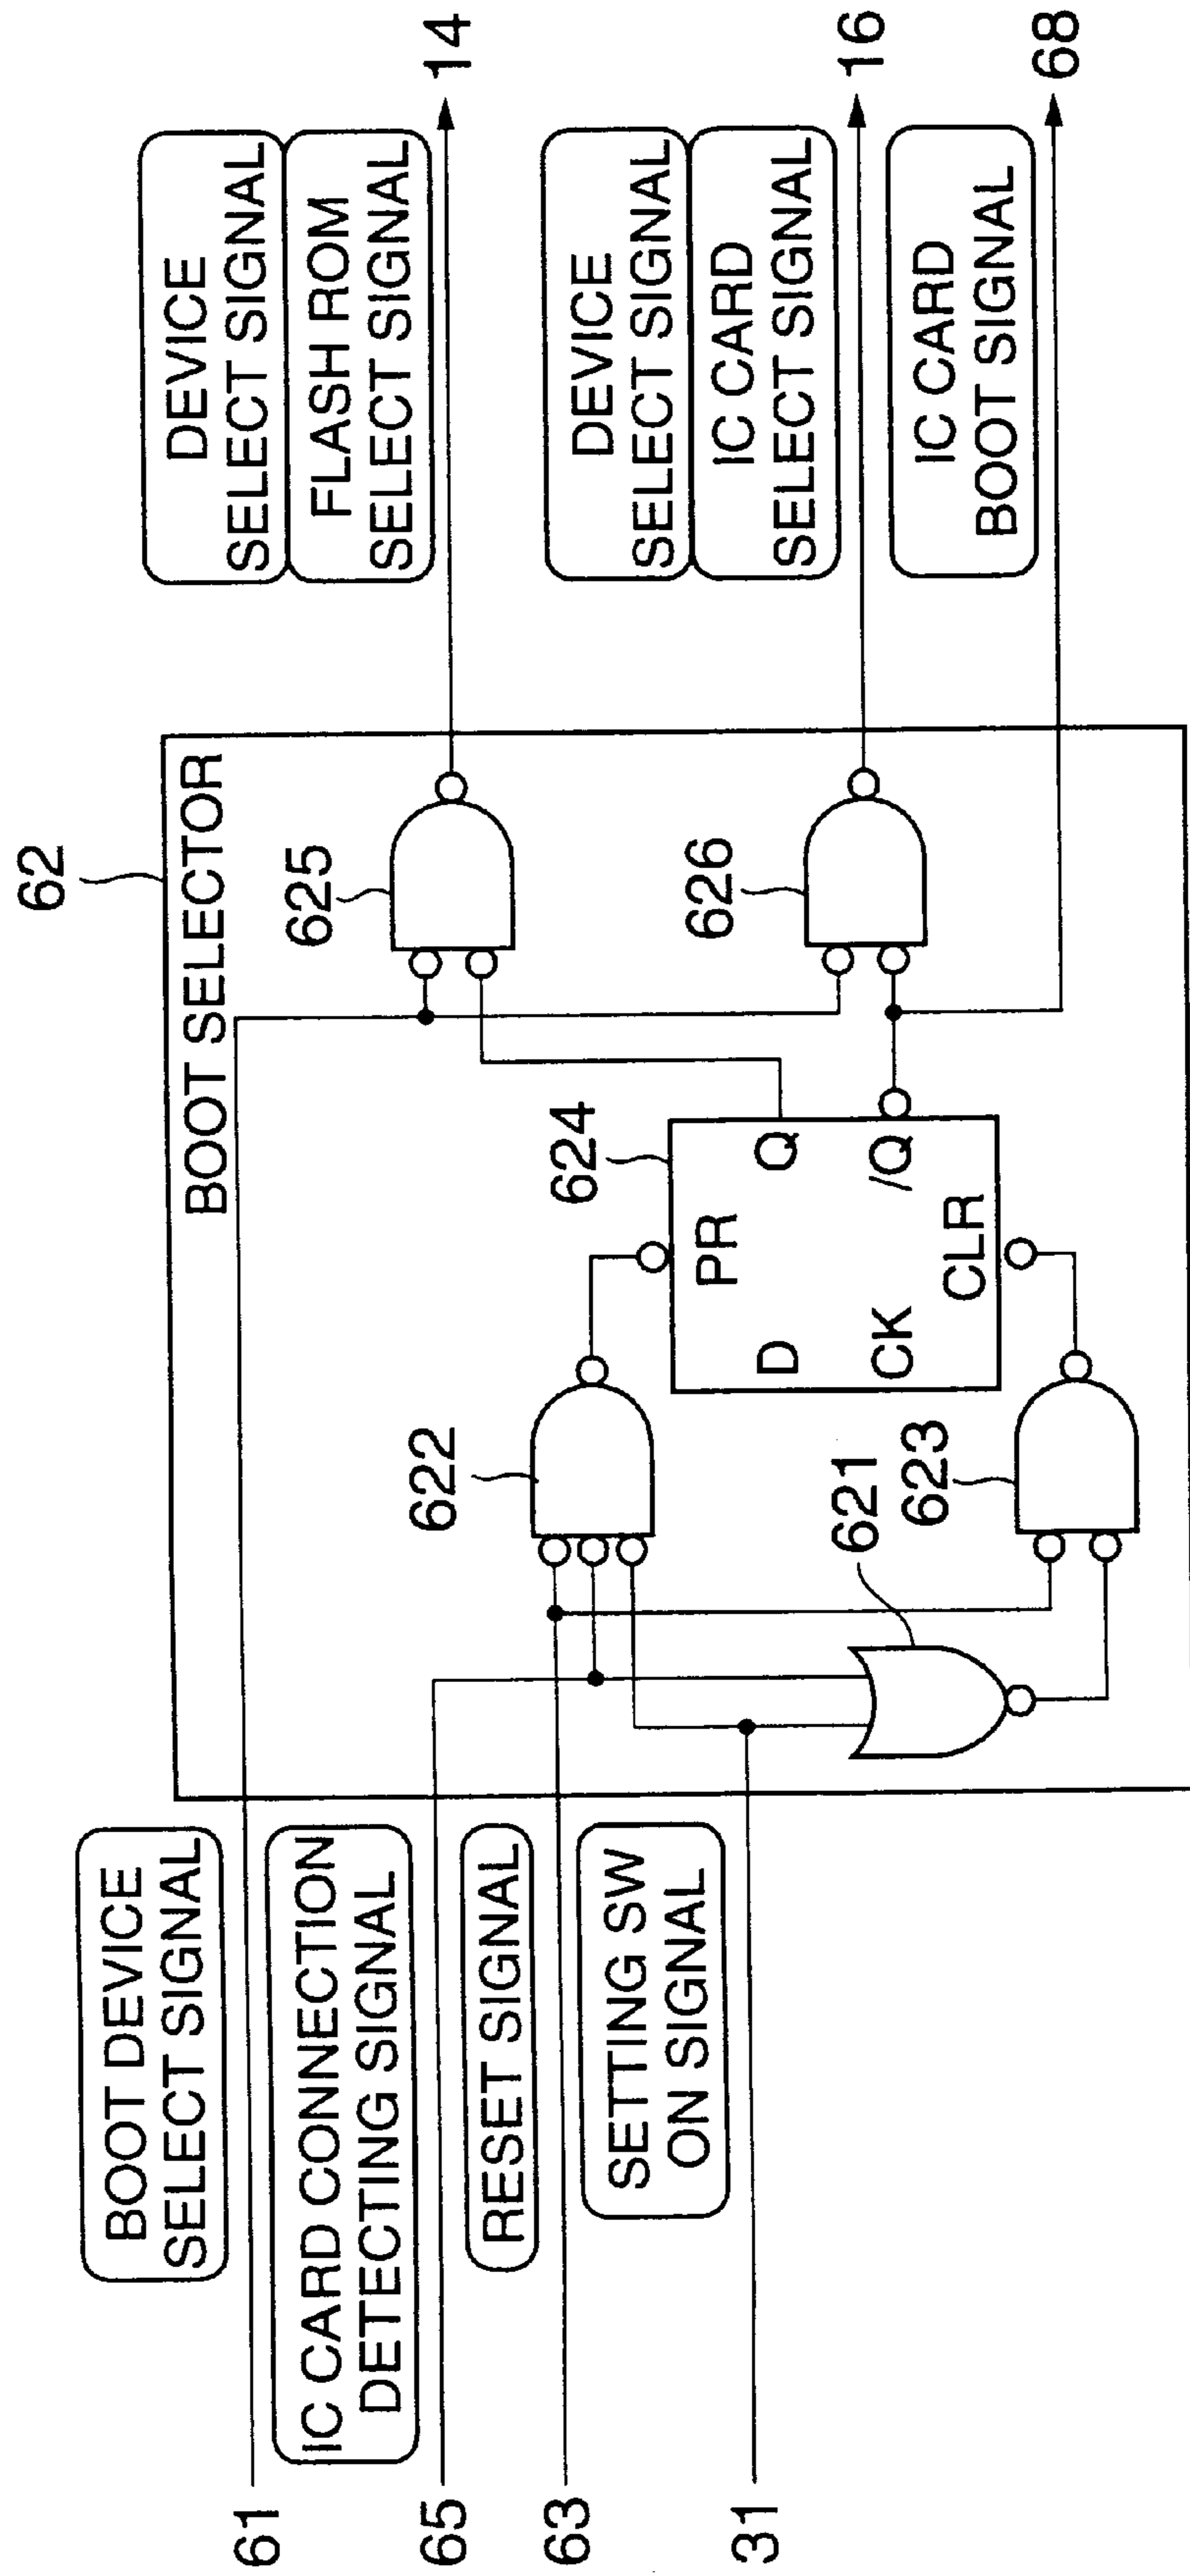 62
BOOT SELECTOR
61
BOOT DEVICE
SELECT SIGNAL
65
IC CARD CONNECTION
DETECTING SIGNAL
63
RESET SIGNAL
31
SETTING SW
ON SIGNAL
621
622
623
624
PR
D
Q
CK
/Q
CLR
625
626
DEVICE
SELECT SIGNAL
FLASH ROM
SELECT SIGNAL
14
DEVICE
SELECT SIGNAL
IC CARD
SELECT SIGNAL
16
IC CARD
BOOT SIGNAL
68